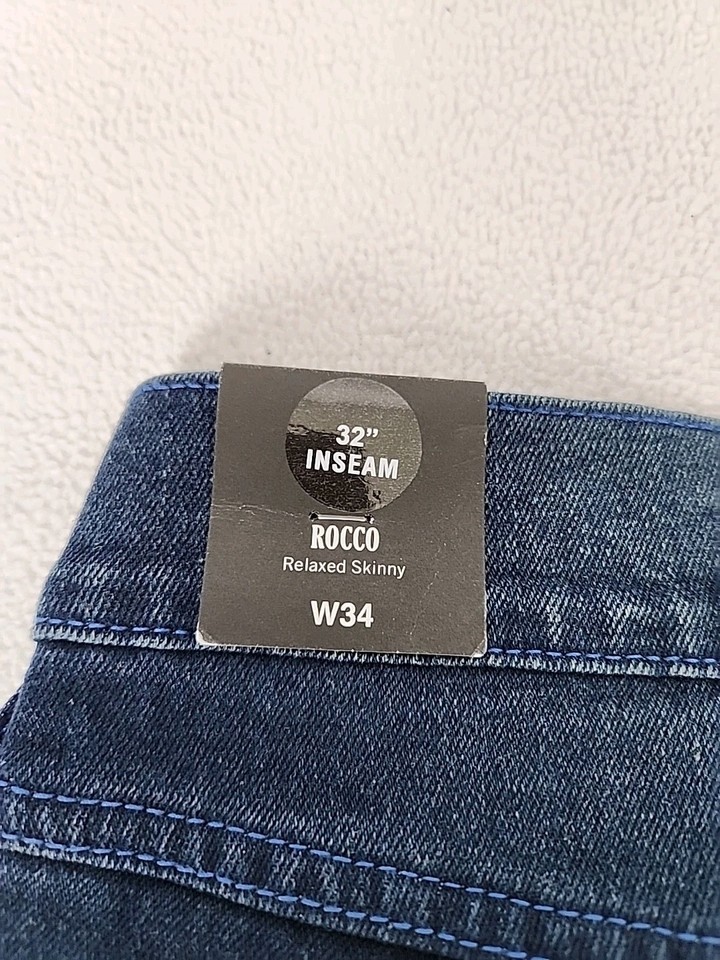 32”
INSEAM
ROCCO
Relaxed Skinny
W34